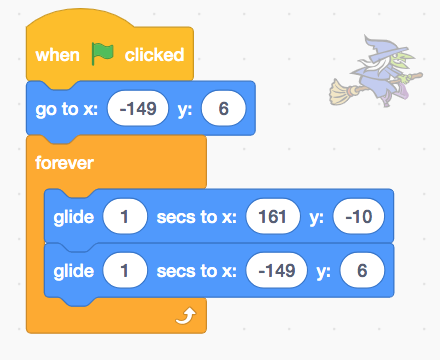 when clicked
go to x: -149 y: 6
forever
glide 1 secs to x: 161 y: -10
glide 1 secs to x: -149 y: 6